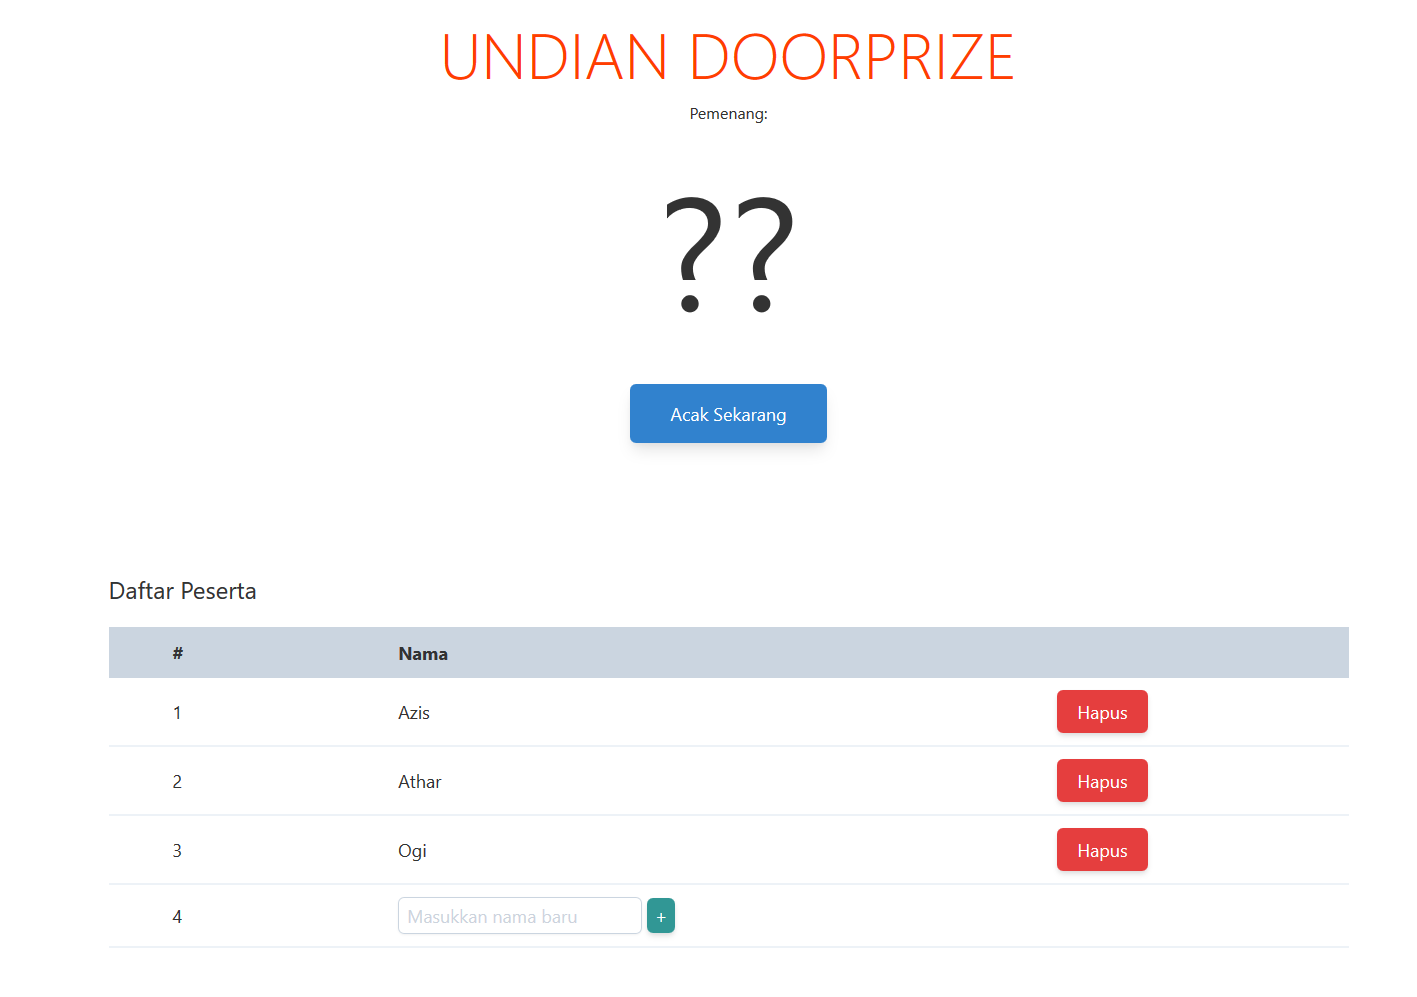 UNDIAN DOORPRIZE
Pemenang:
??
Acak Sekarang
Daftar Peserta
# Nama
1 Azis Hapus
2 Athar Hapus
3 Ogi Hapus
4 Masukkan nama baru +